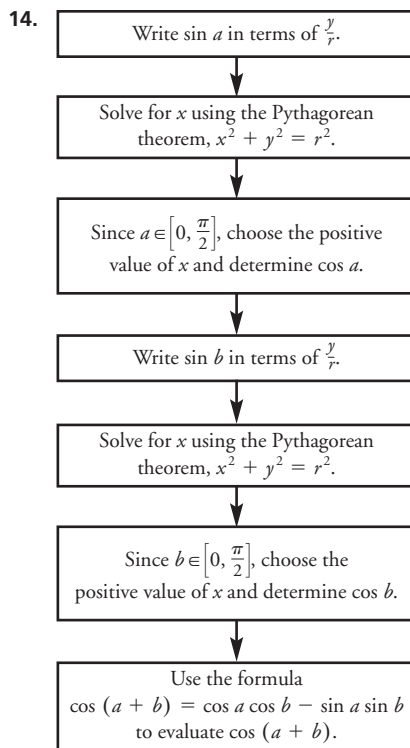 14.
Write sin a in terms of y/r.
Solve for x using the Pythagorean
theorem, x² + y² = r².
Since a ∈ [0, π/2], choose the positive
value of x and determine cos a.
Write sin b in terms of y/r.
Solve for x using the Pythagorean
theorem, x² + y² = r².
Since b ∈ [0, π/2], choose the
positive value of x and determine cos b.
Use the formula
cos (a + b) = cos a cos b − sin a sin b
to evaluate cos (a + b).